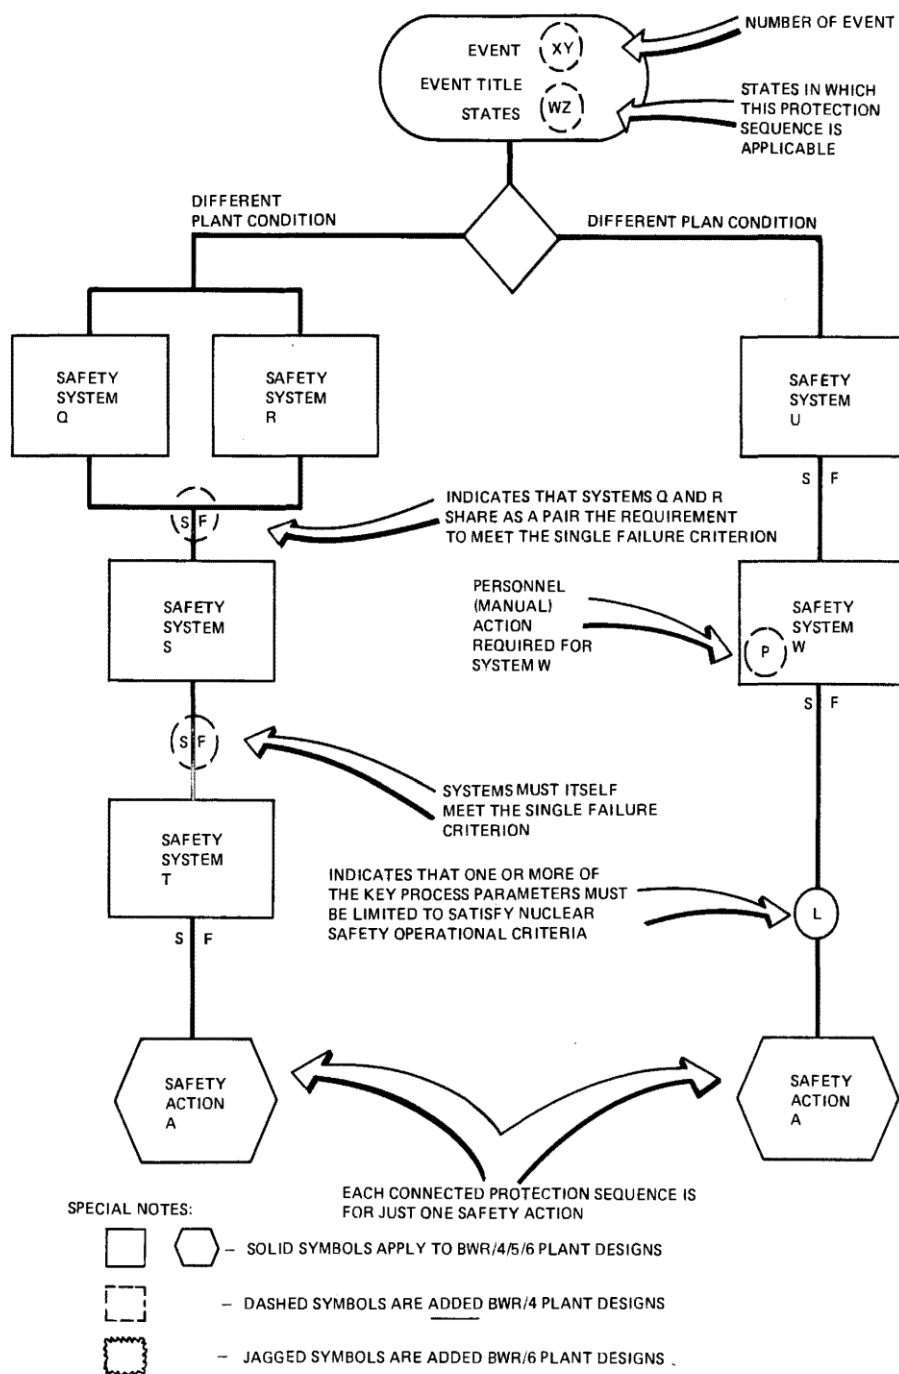 NUMBER OF EVENT
EVENT XY
EVENT TITLE
STATES WZ
STATES IN WHICH
THIS PROTECTION
SEQUENCE IS
APPLICABLE
DIFFERENT
PLANT CONDITION
DIFFERENT PLAN CONDITION
SAFETY
SYSTEM
Q
SAFETY
SYSTEM
R
SAFETY
SYSTEM
U
S F
S F
INDICATES THAT SYSTEMS Q AND R
SHARE AS A PAIR THE REQUIREMENT
TO MEET THE SINGLE FAILURE CRITERION
SAFETY
SYSTEM
S
PERSONNEL
(MANUAL)
ACTION
REQUIRED FOR
SYSTEM W
SAFETY
SYSTEM
W
P
S F
S F
SYSTEMS MUST ITSELF
MEET THE SINGLE FAILURE
CRITERION
SAFETY
SYSTEM
T
INDICATES THAT ONE OR MORE OF
THE KEY PROCESS PARAMETERS MUST
BE LIMITED TO SATISFY NUCLEAR
SAFETY OPERATIONAL CRITERIA
L
S F
SAFETY
ACTION
A
SAFETY
ACTION
A
EACH CONNECTED PROTECTION SEQUENCE IS
FOR JUST ONE SAFETY ACTION
SPECIAL NOTES:
– SOLID SYMBOLS APPLY TO BWR/4/5/6 PLANT DESIGNS
– DASHED SYMBOLS ARE ADDED BWR/4 PLANT DESIGNS
– JAGGED SYMBOLS ARE ADDED BWR/6 PLANT DESIGNS